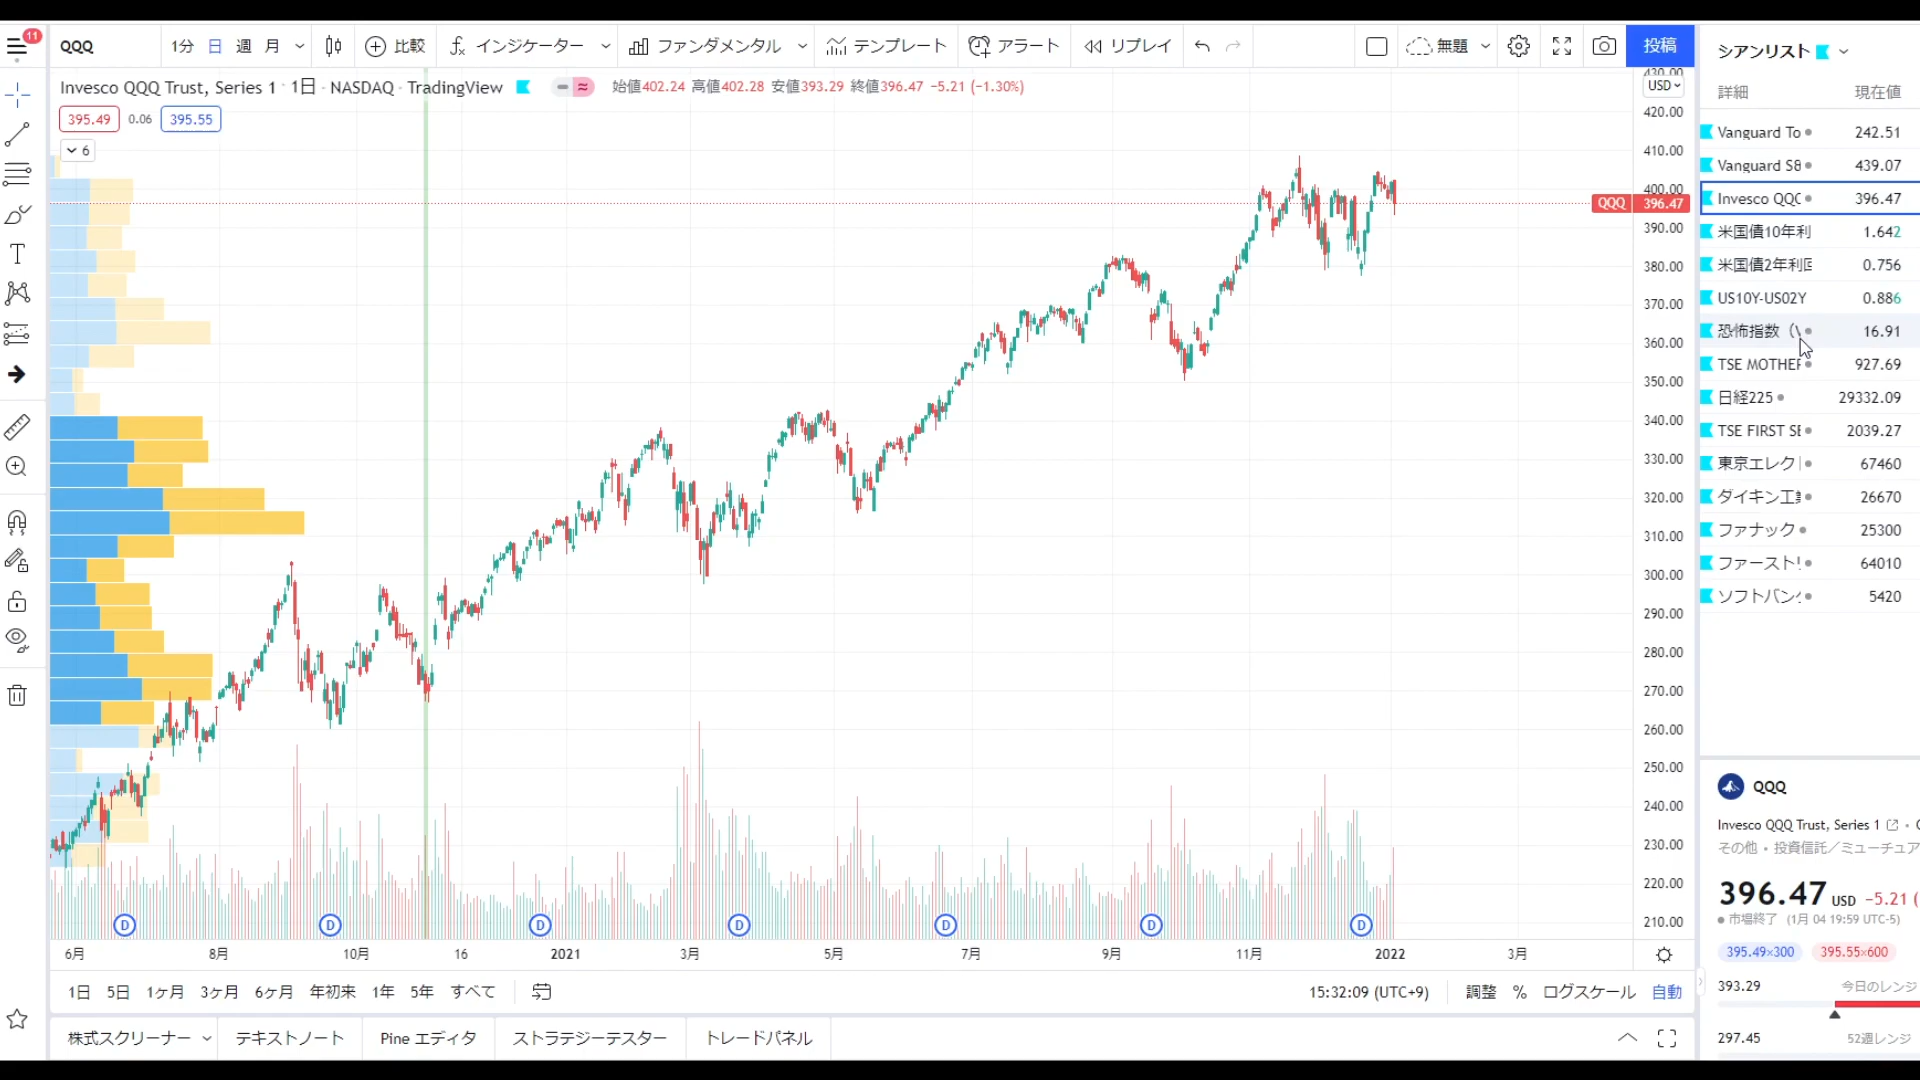 11
QQQ
1分 日 週 月
比較
インジケーター
ファンダメンタル
テンプレート
アラート
リプレイ
無題
投稿
Invesco QQQ Trust, Series 1 · 1日 · NASDAQ · TradingView
始値402.24 高値402.28 安値393.29 終値396.47 −5.21 (−1.30%)
395.49 0.06 395.55
6
USD
430.00
420.00
410.00
400.00
QQQ 396.47
390.00
380.00
370.00
360.00
350.00
340.00
330.00
320.00
310.00
300.00
290.00
280.00
270.00
260.00
250.00
240.00
230.00
220.00
210.00
D D D D D D D
6月 8月 10月 16 2021 3月 5月 7月 9月 11月 2022 3月
1日 5日 1ヶ月 3ヶ月 6ヶ月 年初来 1年 5年 すべて
15:32:09 (UTC+9) 調整 % ログスケール 自動
株式スクリーナー テキストノート Pine エディタ ストラテジーテスター トレードパネル
シアンリスト
詳細 現在値
Vanguard To 242.51
Vanguard S& 439.07
Invesco QQQ 396.47
米国債10年利 1.642
米国債2年利回 0.756
US10Y-US02Y 0.886
恐怖指数（V 16.91
TSE MOTHER 927.69
日経225 29332.09
TSE FIRST SE 2039.27
東京エレクト 67460
ダイキン工業 26670
ファナック 25300
ファーストリ 64010
ソフトバンク 5420
QQQ
Invesco QQQ Trust, Series 1
その他 • 投資信託／ミューチュア
396.47 USD −5.21 (
市場終了 (1月 04 19:59 UTC-5)
395.49×300 395.55×600
393.29 今日のレンジ
297.45 52週レンジ